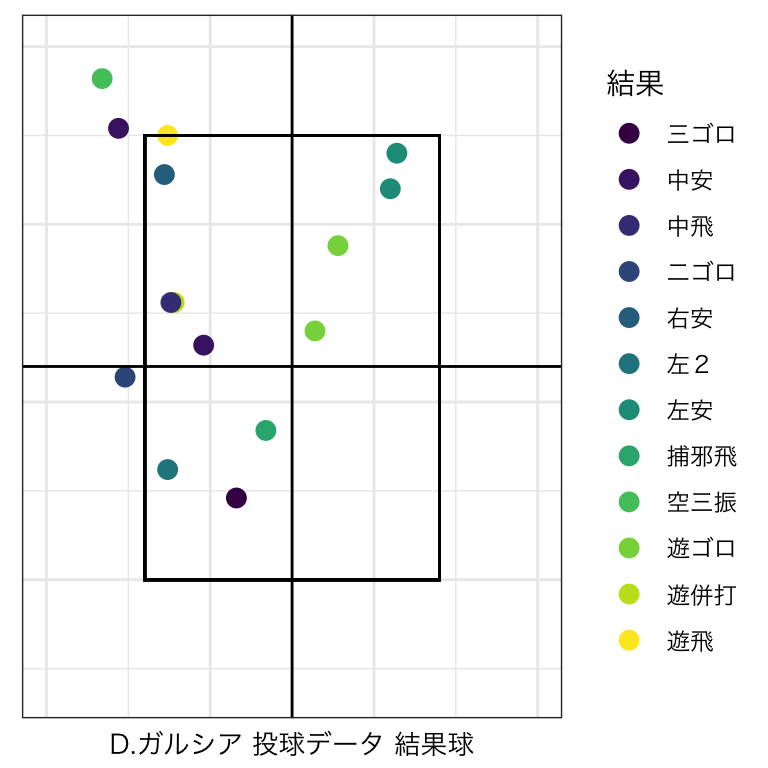 結果
三ゴロ
中安
中飛
二ゴロ
右安
左２
左安
捕邪飛
空三振
遊ゴロ
遊併打
遊飛
D.ガルシア 投球データ 結果球